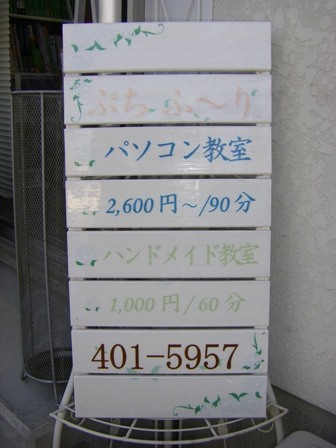 ぷち ふ〜り
パソコン教室
2,600円〜/90分
ハンドメイド教室
1,000円/60分
401-5957